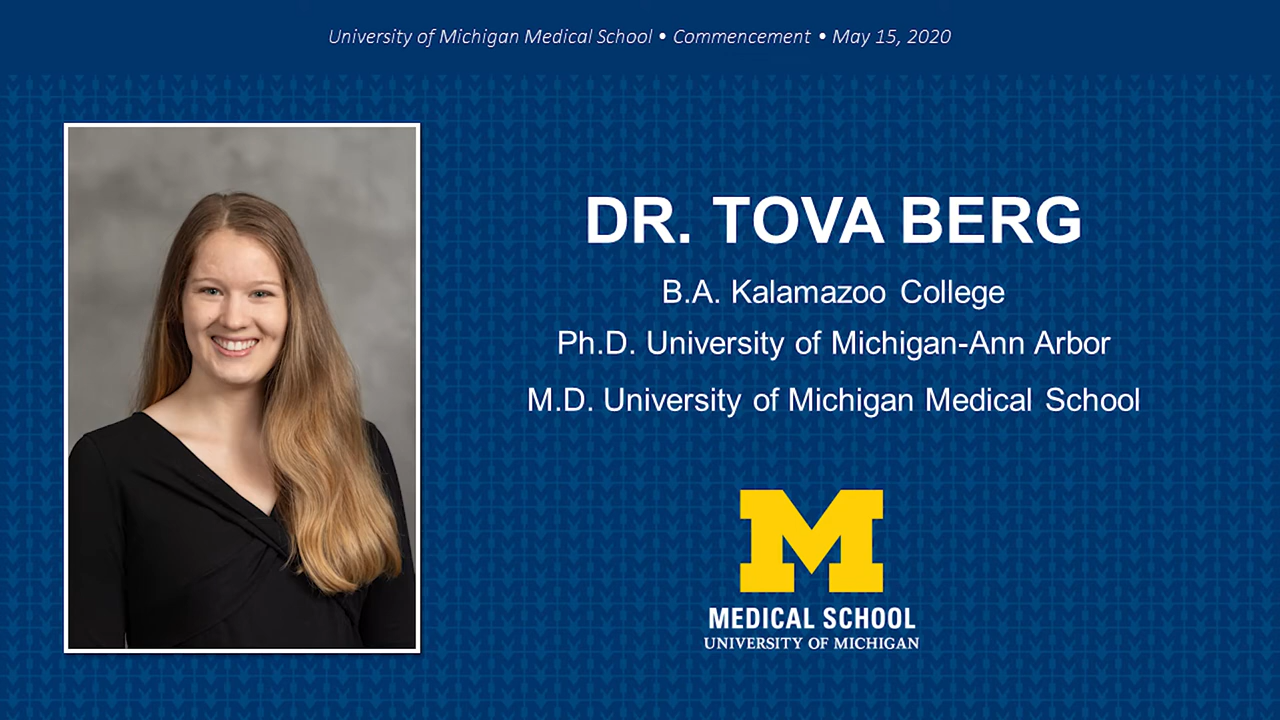 University of Michigan Medical School • Commencement • May 15, 2020
DR. TOVA BERG
B.A. Kalamazoo College
Ph.D. University of Michigan-Ann Arbor
M.D. University of Michigan Medical School
M
MEDICAL SCHOOL
UNIVERSITY OF MICHIGAN